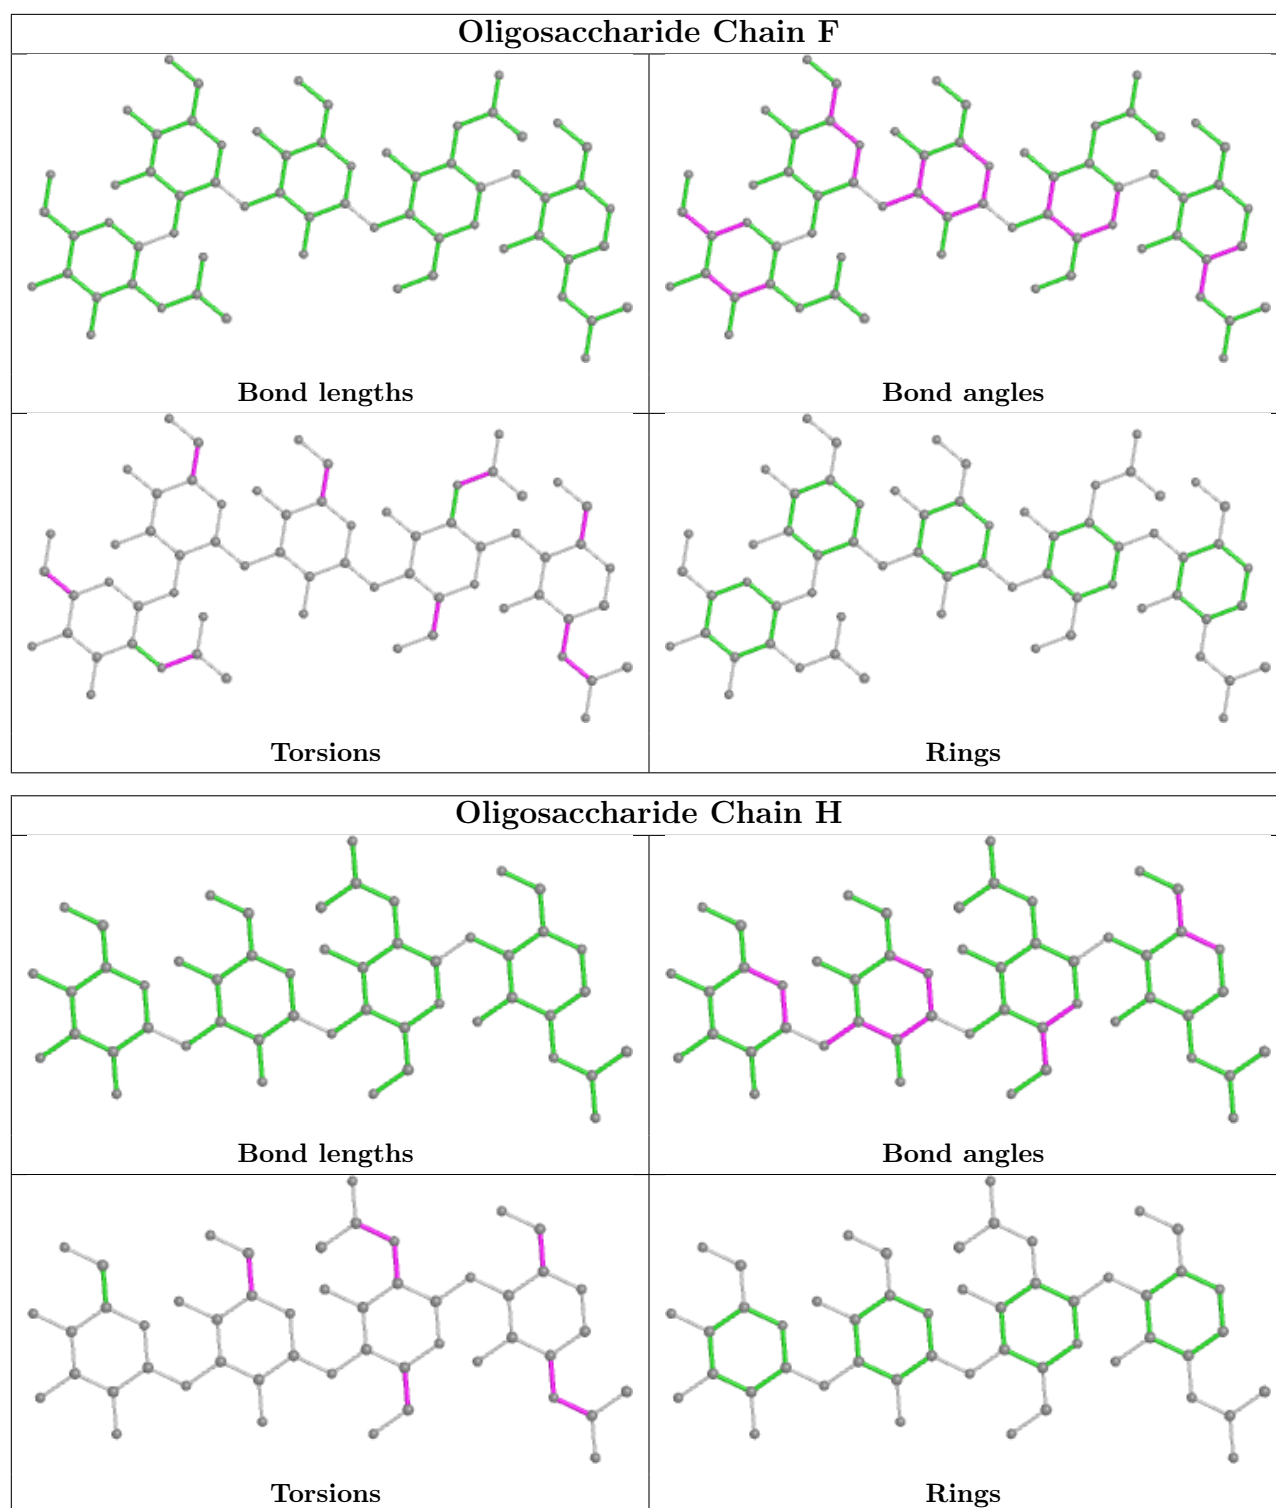 Oligosaccharide Chain F
Bond lengths
Bond angles
Torsions
Rings
Oligosaccharide Chain H
Bond lengths
Bond angles
Torsions
Rings